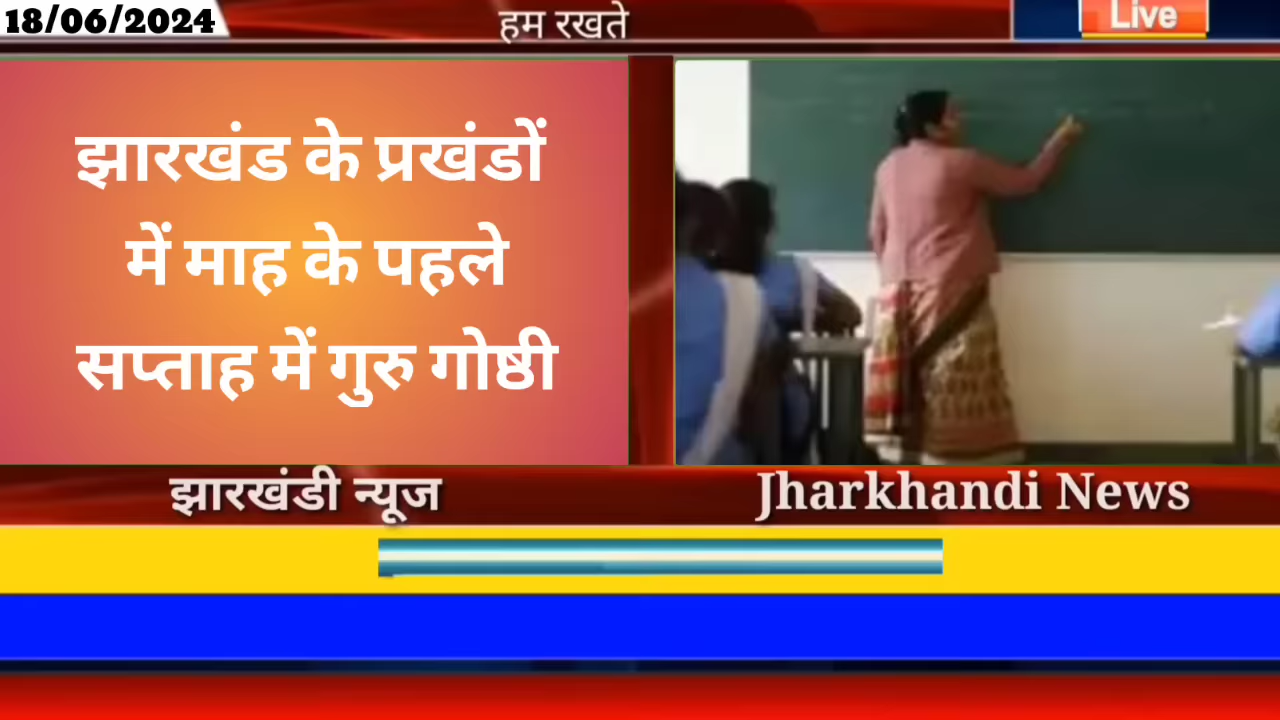 18/06/2024
हम रखते
Live
झारखंड के प्रखंडों
में माह के पहले
सप्ताह में गुरु गोष्ठी
झारखंडी न्यूज
Jharkhandi News